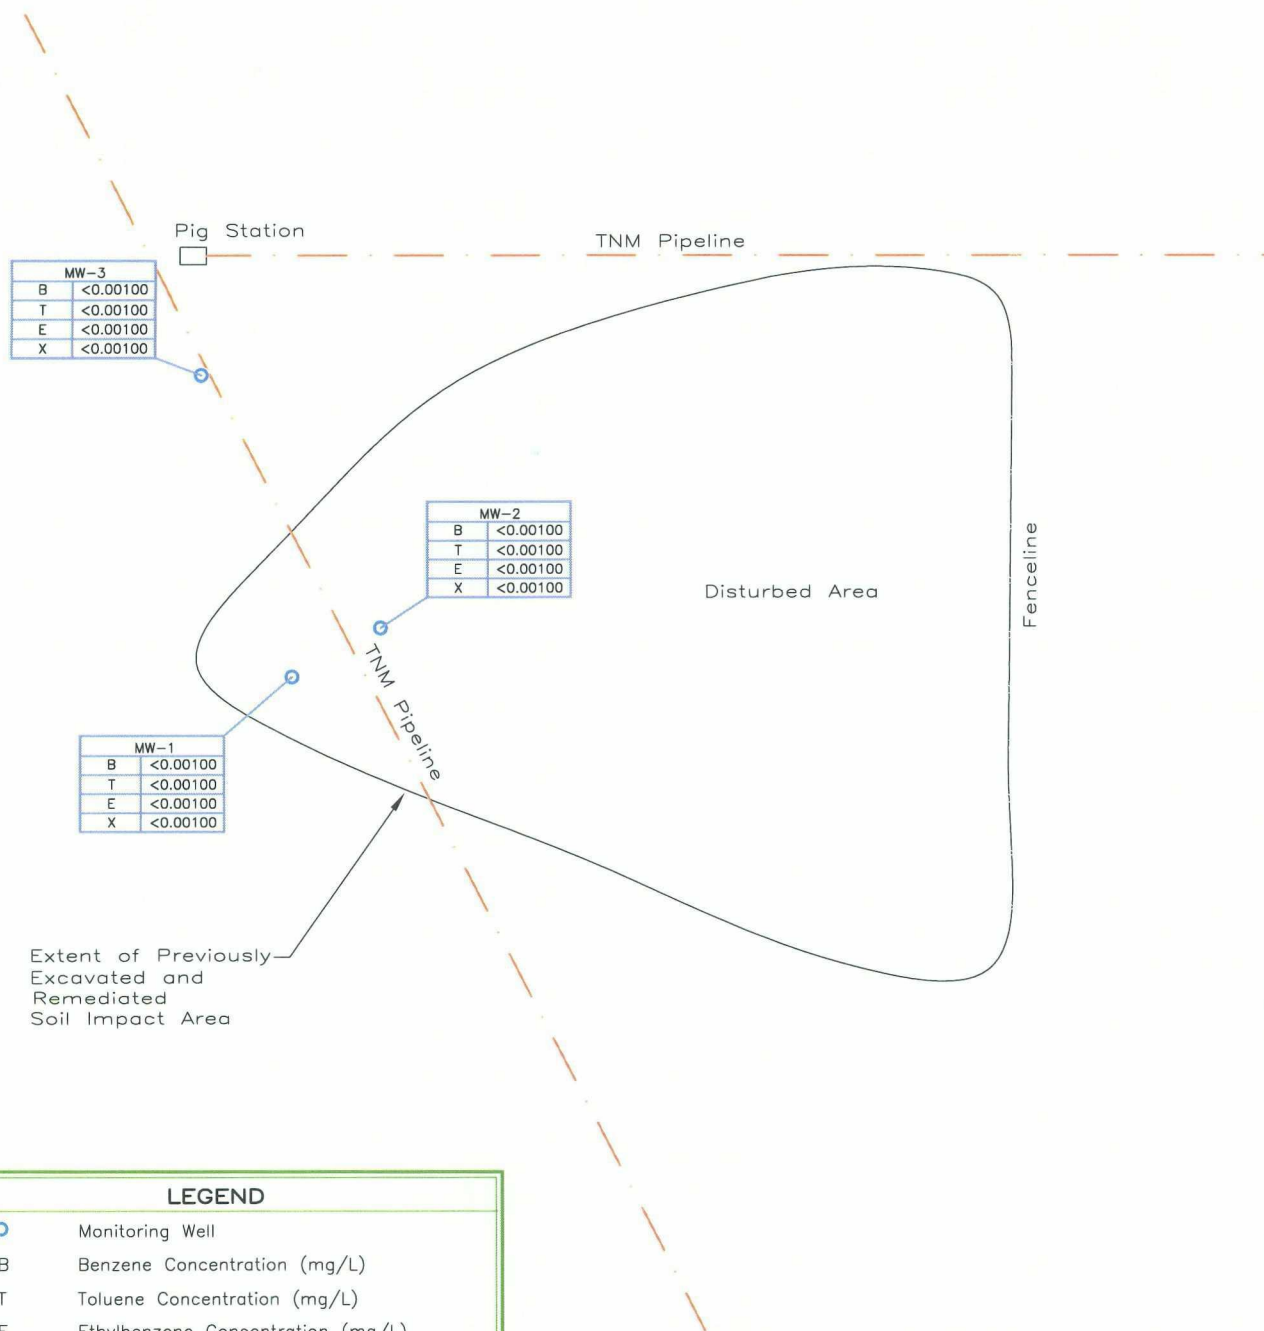 Pig Station
TNM Pipeline
MW-3
B <0.00100
T <0.00100
E <0.00100
X <0.00100
MW-2
B <0.00100
T <0.00100
E <0.00100
X <0.00100
Disturbed Area
Fenceline
TNM Pipeline
MW-1
B <0.00100
T <0.00100
E <0.00100
X <0.00100
Extent of Previously
Excavated and
Remediated
Soil Impact Area
LEGEND
Monitoring Well
B Benzene Concentration (mg/L)
T Toluene Concentration (mg/L)
E Ethylbenzene Concentration (mg/L)